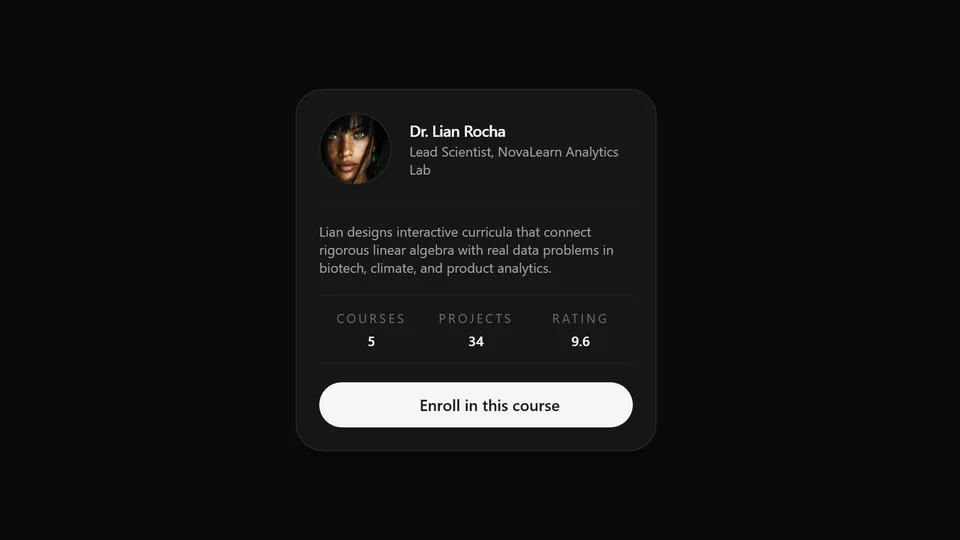 Dr. Lian Rocha
Lead Scientist, NovaLearn Analytics
Lab
Lian designs interactive curricula that connect
rigorous linear algebra with real data problems in
biotech, climate, and product analytics.
COURSES PROJECTS RATING
5 34 9.6
Enroll in this course